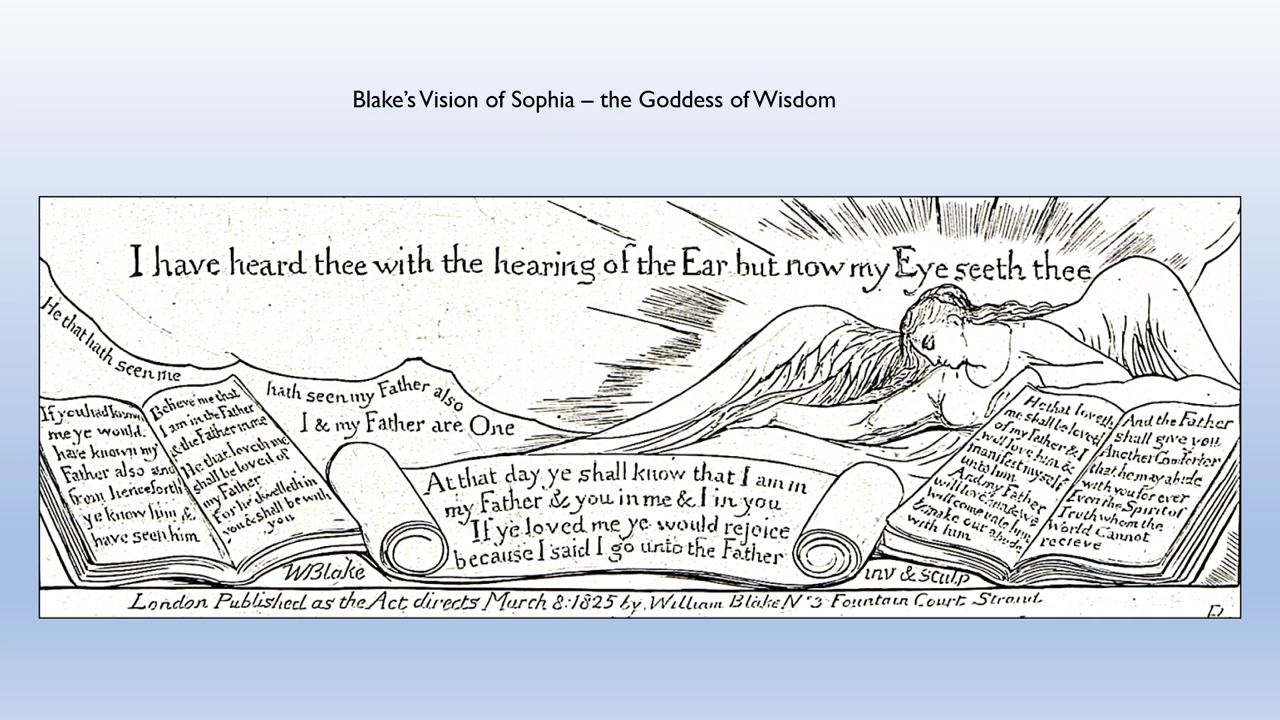 Blake's Vision of Sophia – the Goddess of Wisdom
I have heard thee with the hearing of the Ear but now my Eye seeth thee
He that hath seen me
hath seen my Father also
I & my Father are One
If you had known
me ye would
have known my
Father also and
from henceforth
ye know him &
have seen him
Believe me that
I am in the Father
& the Father in me
He that loveth me
shall be loved of
my Father
For he dwelleth in
you & shall be with
you
At that day ye shall know that I am in
my Father & you in me & I in you
If ye loved me ye would rejoice
because I said I go unto the Father
He that loveth
me shall be loved
of my Father & I
will love him &
manifest myself
unto him
And my Father
will love him & we
will come unto him
& make our abode
with him
And the Father
shall give you
Another Comforter
that he may abide
with you for ever
Even the Spirit of
Truth whom the
World Cannot
recieve
WBlake
inv & sculp
London Published as the Act directs March 8:1825 by William Blake N°3 Fountain Court Strand